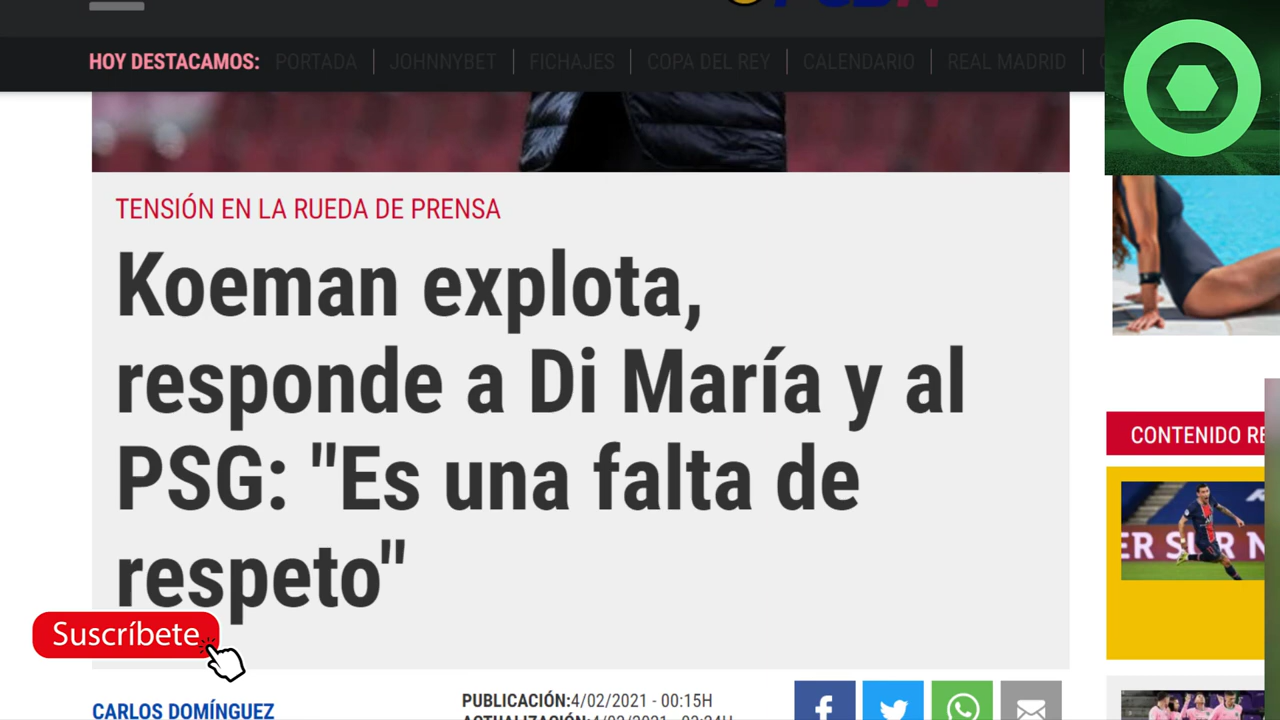 HOY DESTACAMOS: PORTADA JOHNNYBET FICHAJES COPA DEL REY CALENDARIO REAL MADRID
TENSIÓN EN LA RUEDA DE PRENSA
Koeman explota,
responde a Di María y al
PSG: "Es una falta de
respeto"
Suscríbete
CARLOS DOMÍNGUEZ
PUBLICACIÓN:4/02/2021 - 00:15H
CONTENIDO RE
ER SUR N